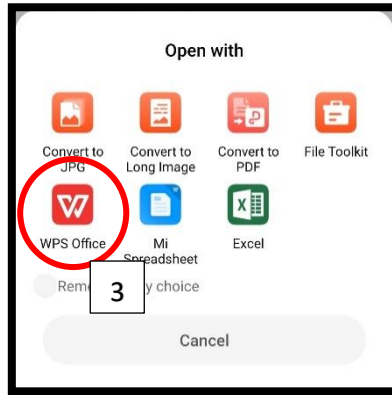 Open with
Convert to Convert to Convert to File Toolkit
JPG Long Image PDF
WPS Office Mi Excel
Spreadsheet
3
choice
Cancel